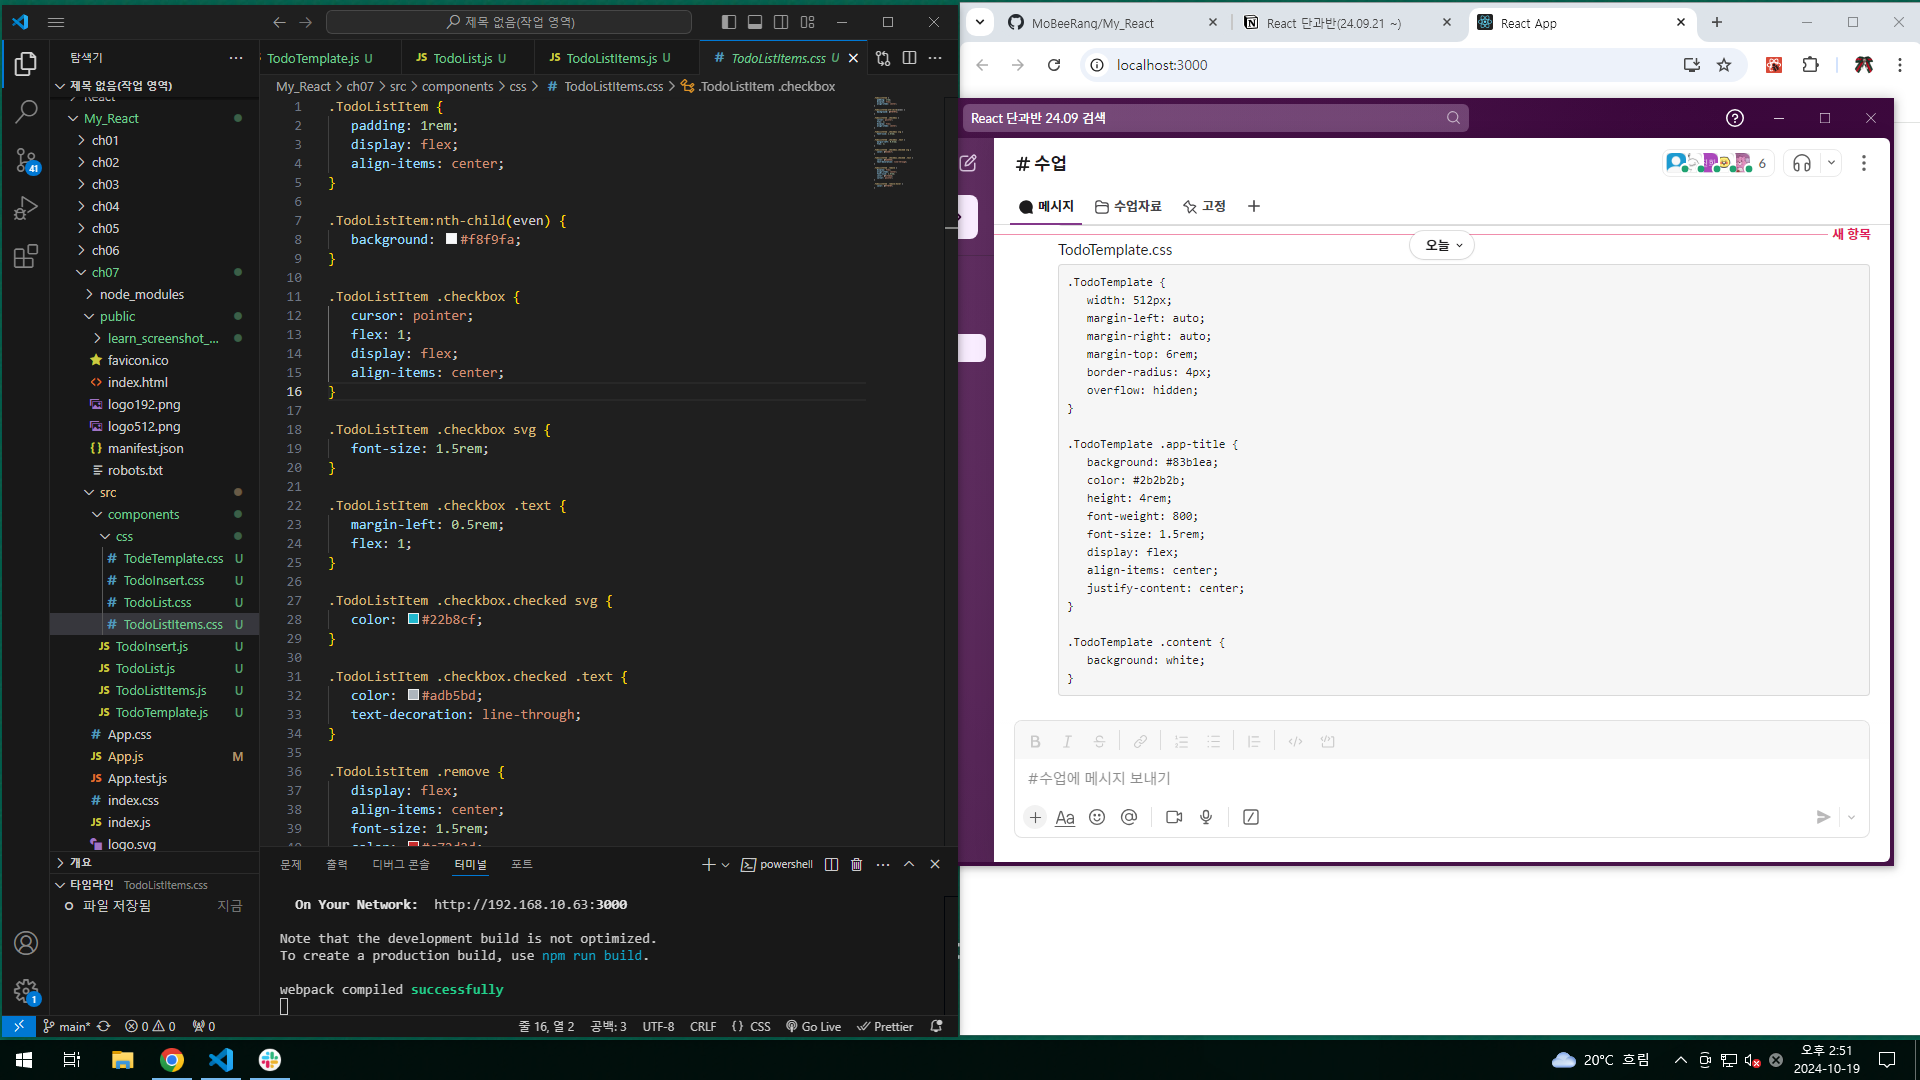 제목 없음(작업 영역)
탐색기
제목 없음(작업 영역)
React
My_React
ch01
ch02
ch03
ch04
ch05
ch06
ch07
node_modules
public
learn_screenshot_...
favicon.ico
index.html
logo192.png
logo512.png
manifest.json
robots.txt
src
components
css
TodeTemplate.css U
TodoInsert.css U
TodoList.css U
TodoListItems.css U
TodoInsert.js U
TodoList.js U
TodoListItems.js U
TodoTemplate.js U
App.css
App.js M
App.test.js
index.css
index.js
logo.svg
개요
타임라인 TodoListItems.css
파일 저장됨 지금
41
1
TodoTemplate.js U
TodoList.js U
TodoListItems.js U
TodoListItems.css U
My_React > ch07 > src > components > css > # TodoListItems.css > .TodoListItem .checkbox
1 .TodoListItem {
2 padding: 1rem;
3 display: flex;
4 align-items: center;
5 }
6
7 .TodoListItem:nth-child(even) {
8 background: #f8f9fa;
9 }
10
11 .TodoListItem .checkbox {
12 cursor: pointer;
13 flex: 1;
14 display: flex;
15 align-items: center;
16 }
17
18 .TodoListItem .checkbox svg {
19 font-size: 1.5rem;
20 }
21
22 .TodoListItem .checkbox .text {
23 margin-left: 0.5rem;
24 flex: 1;
25 }
26
27 .TodoListItem .checkbox.checked svg {
28 color: #22b8cf;
29 }
30
31 .TodoListItem .checkbox.checked .text {
32 color: #adb5bd;
33 text-decoration: line-through;
34 }
35
36 .TodoListItem .remove {
37 display: flex;
38 align-items: center;
39 font-size: 1.5rem;
문제 출력 디버그 콘솔 터미널 포트
powershell
On Your Network: http://192.168.10.63:3000
Note that the development build is not optimized.
To create a production build, use npm run build.
webpack compiled successfully
main* 0 0 0
줄 16, 열 2 공백: 3 UTF-8 CRLF {} CSS Go Live Prettier
MoBeeRang/My_React
React 단과반(24.09.21 ~)
React App
localhost:3000
React 단과반 24.09 검색
# 수업
6
메시지 수업자료 고정
새 항목
오늘
TodoTemplate.css
.TodoTemplate {
width: 512px;
margin-left: auto;
margin-right: auto;
margin-top: 6rem;
border-radius: 4px;
overflow: hidden;
}
.TodoTemplate .app-title {
background: #83b1ea;
color: #2b2b2b;
height: 4rem;
font-weight: 800;
font-size: 1.5rem;
display: flex;
align-items: center;
justify-content: center;
}
.TodoTemplate .content {
background: white;
}
#수업에 메시지 보내기
20°C 흐림
오후 2:51
2024-10-19